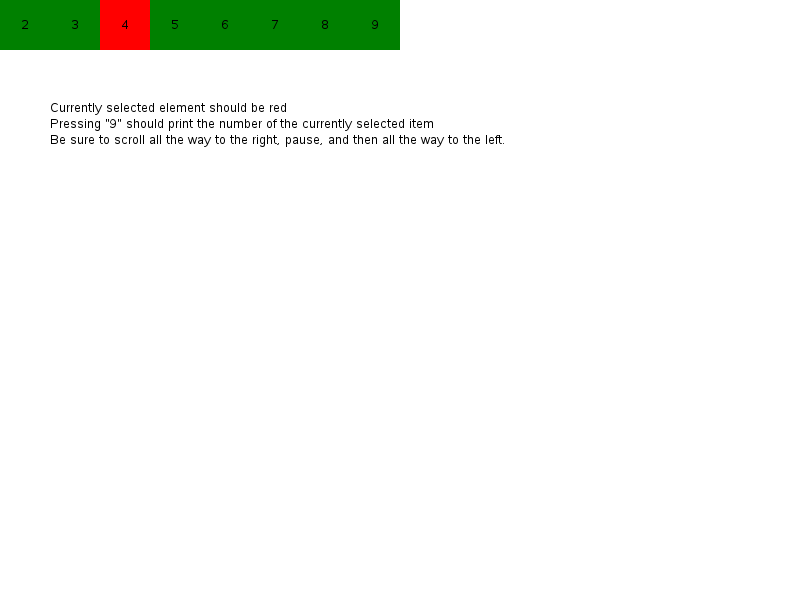 2 3 4 5 6 7 8 9
Currently selected element should be red
Pressing "9" should print the number of the currently selected item
Be sure to scroll all the way to the right, pause, and then all the way to the left.